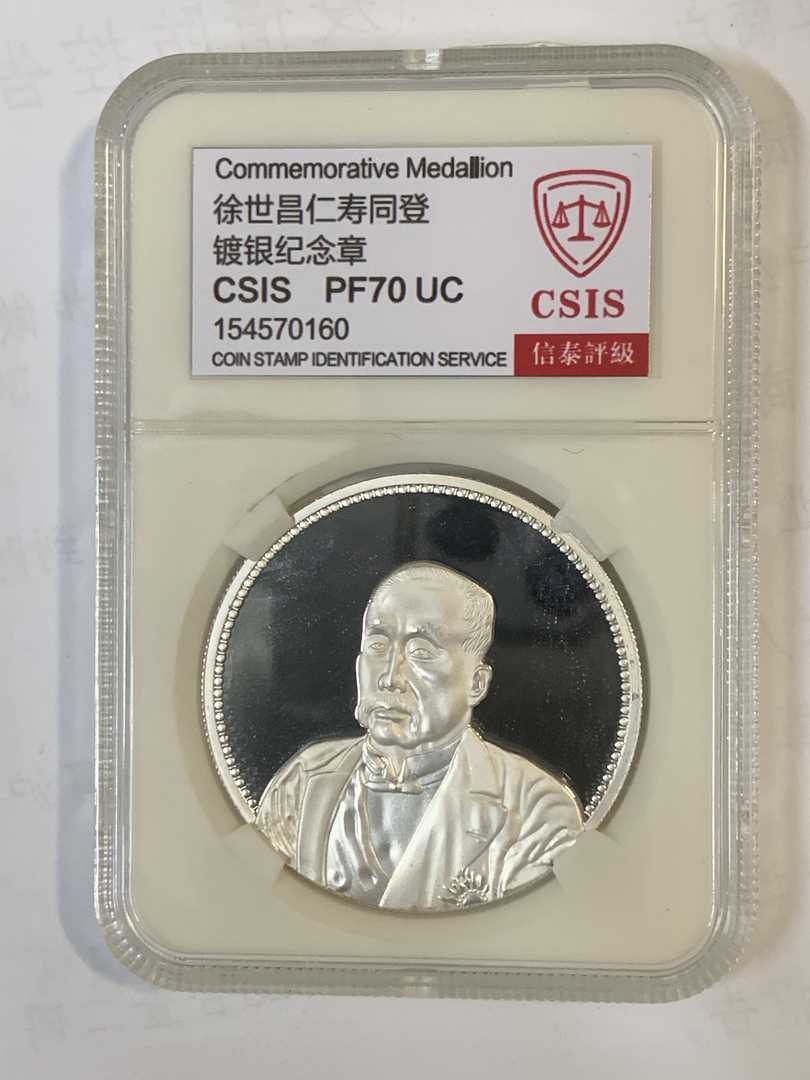 Commemorative Medallion
徐世昌仁寿同登
镀银纪念章
CSIS PF70 UC
154570160
COIN STAMP IDENTIFICATION SERVICE
CSIS
信泰評級